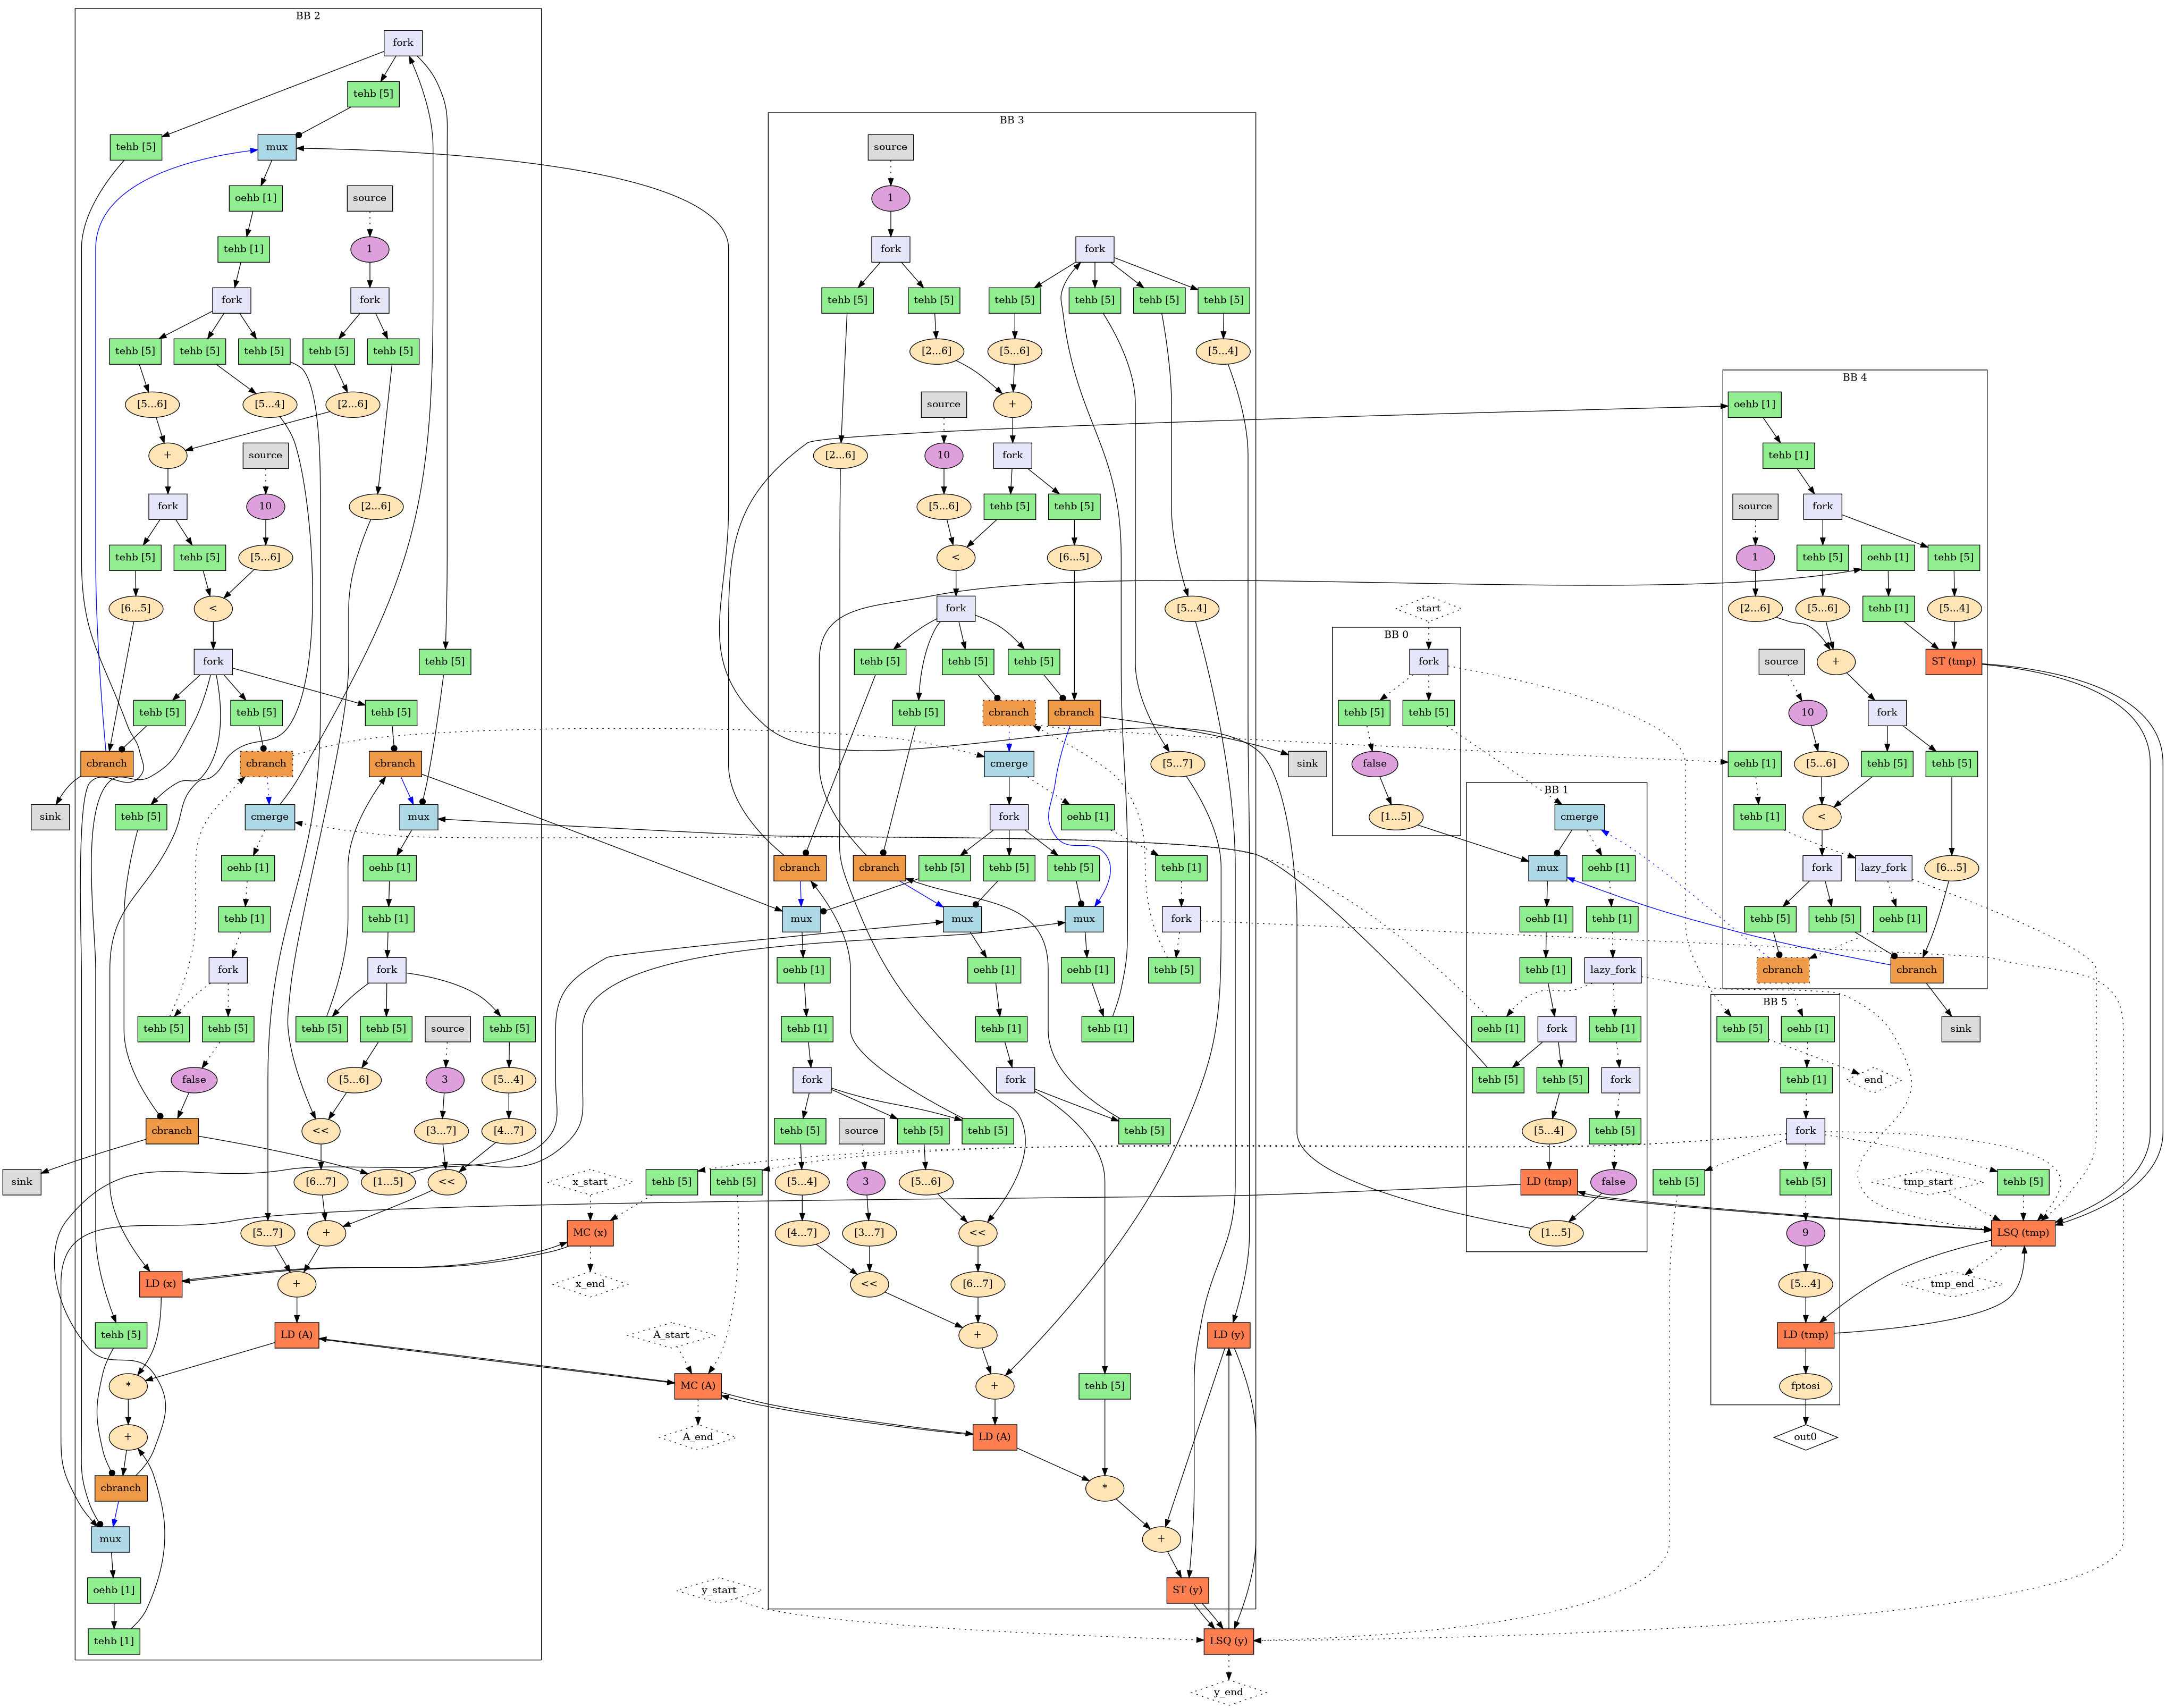 BB 2
fork
tehb [5]
tehb [5]
mux
oehb [1]
source
tehb [1]
1
fork
fork
tehb [5]
tehb [5]
tehb [5]
tehb [5]
tehb [5]
[5...6]
[5...4]
[2...6]
+
source
fork
10
[2...6]
tehb [5]
tehb [5]
[5...6]
[6...5]
<
fork
tehb [5]
tehb [5]
tehb [5]
tehb [5]
cbranch
cbranch
cbranch
sink
tehb [5]
cmerge
mux
oehb [1]
oehb [1]
tehb [1]
tehb [1]
fork
fork
tehb [5]
tehb [5]
tehb [5]
tehb [5]
source
tehb [5]
false
[5...6]
3
[5...4]
cbranch
<<
[3...7]
[4...7]
sink
[6...7]
[1...5]
<<
[5...7]
+
LD (x)
+
tehb [5]
LD (A)
*
+
cbranch
mux
oehb [1]
tehb [1]
x_start
tehb [5]
tehb [5]
MC (x)
x_end
A_start
MC (A)
A_end
y_start
BB 3
source
1
fork
fork
tehb [5]
tehb [5]
tehb [5]
tehb [5]
tehb [5]
tehb [5]
[2...6]
[5...6]
[5...4]
source
+
[2...6]
10
fork
[5...6]
tehb [5]
tehb [5]
<
[6...5]
fork
[5...4]
tehb [5]
tehb [5]
tehb [5]
tehb [5]
cbranch
cbranch
cmerge
[5...7]
sink
fork
oehb [1]
cbranch
cbranch
tehb [5]
tehb [5]
tehb [5]
tehb [1]
mux
mux
mux
fork
oehb [1]
oehb [1]
oehb [1]
tehb [5]
tehb [1]
tehb [1]
tehb [1]
fork
fork
tehb [5]
source
tehb [5]
tehb [5]
tehb [5]
[5...4]
3
[5...6]
[4...7]
[3...7]
<<
<<
[6...7]
+
LD (y)
+
tehb [5]
LD (A)
*
+
ST (y)
LSQ (y)
y_end
start
BB 0
fork
tehb [5]
tehb [5]
false
[1...5]
BB 1
cmerge
mux
oehb [1]
oehb [1]
tehb [1]
tehb [1]
lazy_fork
oehb [1]
fork
tehb [1]
tehb [5]
tehb [5]
fork
[5...4]
tehb [5]
LD (tmp)
false
[1...5]
BB 4
oehb [1]
tehb [1]
source
fork
1
tehb [5]
oehb [1]
tehb [5]
[2...6]
[5...6]
tehb [1]
[5...4]
source
+
ST (tmp)
10
fork
oehb [1]
[5...6]
tehb [5]
tehb [5]
tehb [1]
<
fork
lazy_fork
[6...5]
tehb [5]
tehb [5]
oehb [1]
cbranch
cbranch
BB 5
tehb [5]
oehb [1]
sink
tehb [1]
end
fork
tehb [5]
tehb [5]
tmp_start
tehb [5]
9
LSQ (tmp)
[5...4]
tmp_end
LD (tmp)
fptosi
out0